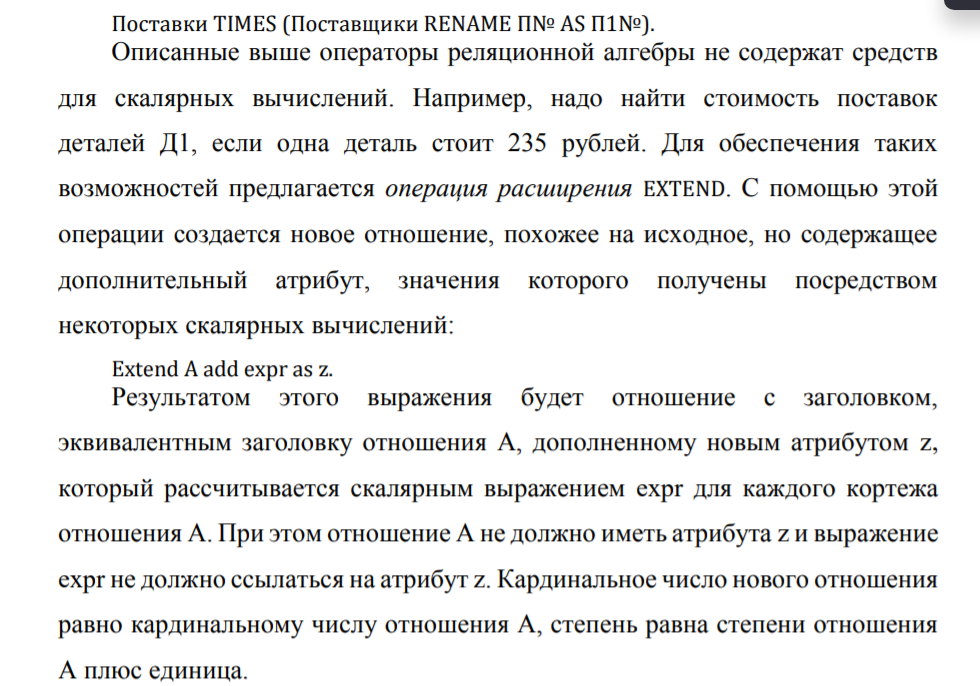 Поставки TIMES (Поставщики RENAME П№ AS П1№).
Описанные выше операторы реляционной алгебры не содержат средств
для скалярных вычислений. Например, надо найти стоимость поставок
деталей Д1, если одна деталь стоит 235 рублей. Для обеспечения таких
возможностей предлагается операция расширения EXTEND. С помощью этой
операции создается новое отношение, похожее на исходное, но содержащее
дополнительный атрибут, значения которого получены посредством
некоторых скалярных вычислений:
Extend A add expr as z.
Результатом этого выражения будет отношение с заголовком,
эквивалентным заголовку отношения А, дополненному новым атрибутом z,
который рассчитывается скалярным выражением expr для каждого кортежа
отношения А. При этом отношение А не должно иметь атрибута z и выражение
expr не должно ссылаться на атрибут z. Кардинальное число нового отношения
равно кардинальному числу отношения А, степень равна степени отношения
А плюс единица.